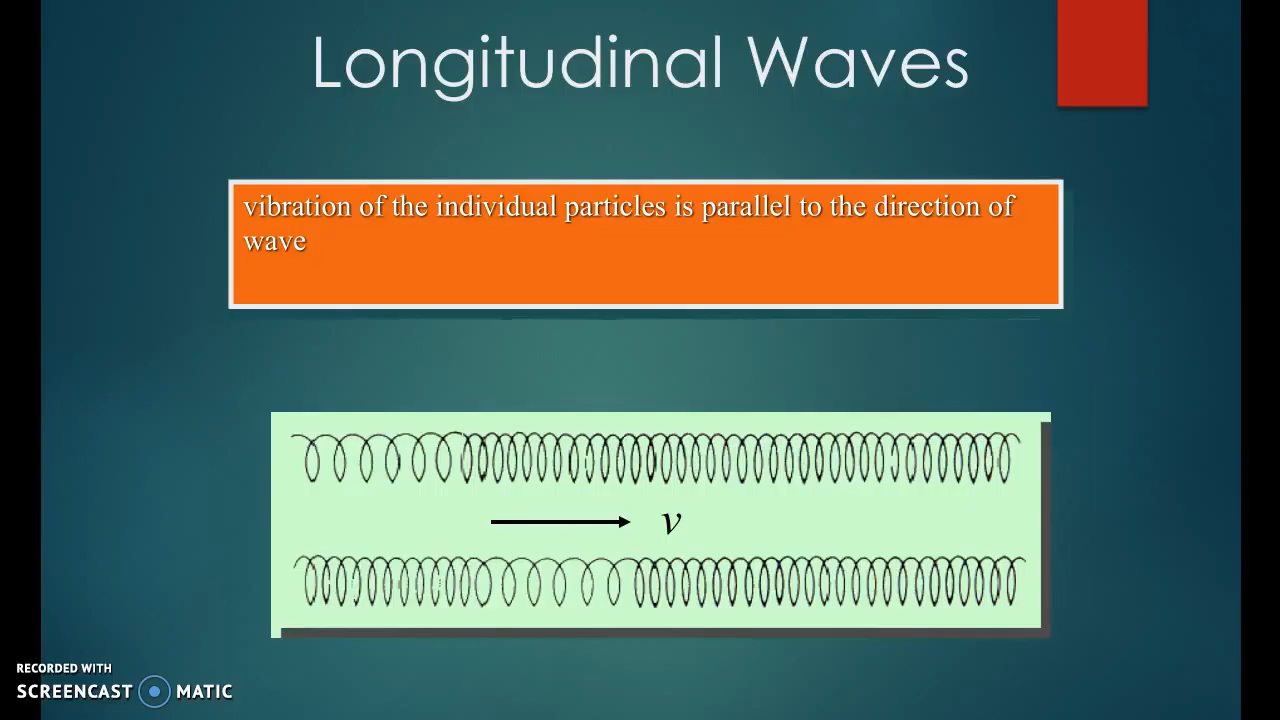 Longitudinal Waves
vibration of the individual particles is parallel to the direction of
wave
v
RECORDED WITH
SCREENCAST MATIC